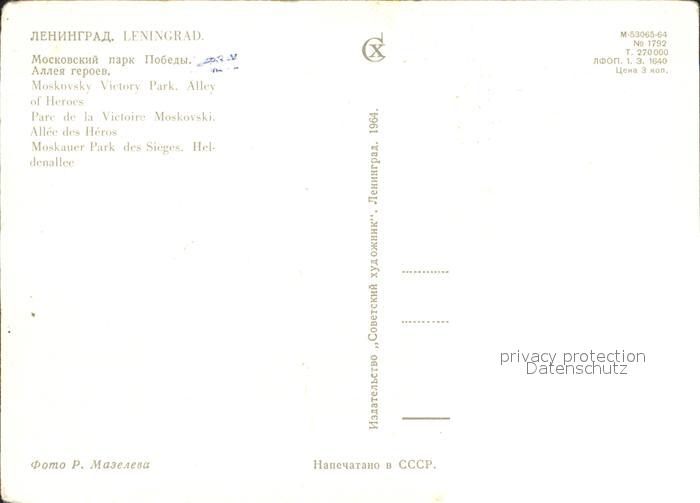 ЛЕНИНГРАД. LENINGRAD.
Московский парк Победы.
Аллея героев.
Moskovsky Victory Park. Alley
of Heroes
Parc de la Victoire Moskovski.
Allée des Héros
Moskauer Park des Sieges. Hel-
denallee
Фото Р. Мазелева
СХ
Издательство „Советский художник". Ленинград. 1964.
Напечатано в СССР.
М-53065-64
№ 1792
Т. 270000
ЛФОП. 1. З. 1640
Цена 3 коп.
privacy protection
Datenschutz